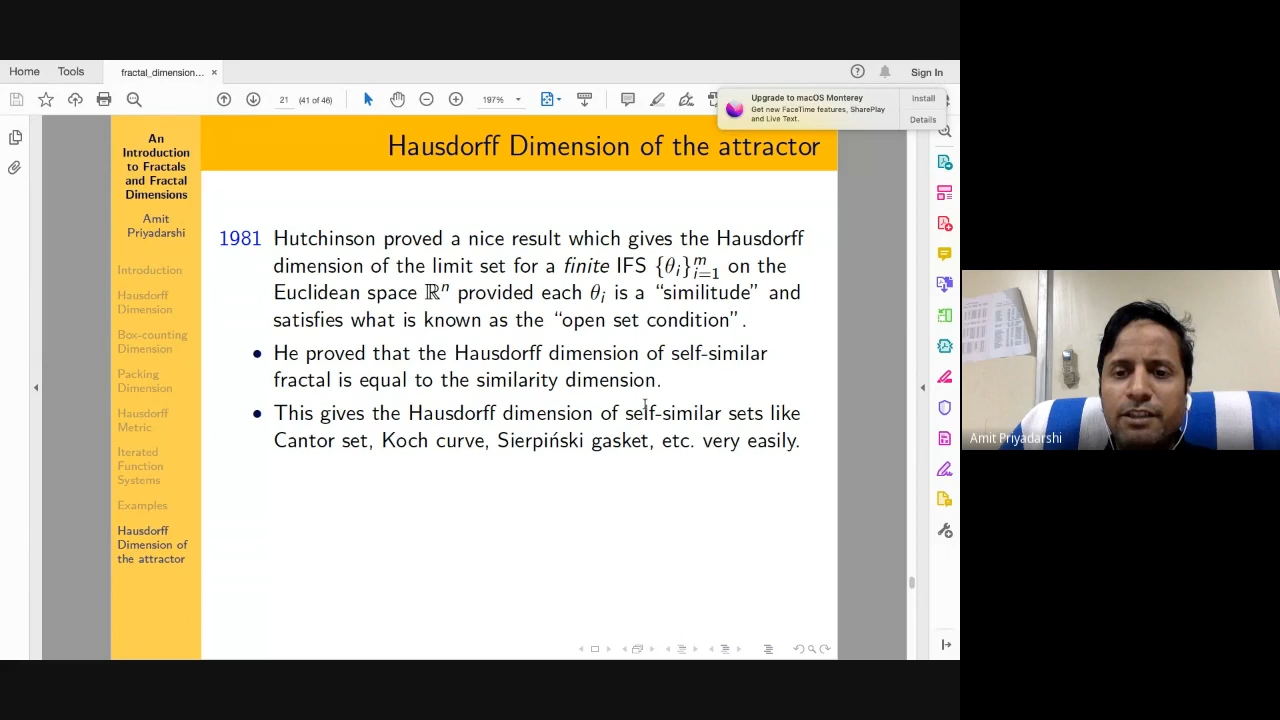 Home Tools fractal_dimension... × ? Sign In
21 (41 of 46) 197%
Upgrade to macOS Monterey
Get new FaceTime features, SharePlay
and Live Text.
Install
Details
An
Introduction
to Fractals
and Fractal
Dimensions
Amit
Priyadarshi
Introduction
Hausdorff
Dimension
Box-counting
Dimension
Packing
Dimension
Hausdorff
Metric
Iterated
Function
Systems
Examples
Hausdorff
Dimension of
the attractor
Hausdorff Dimension of the attractor
1981 Hutchinson proved a nice result which gives the Hausdorff
dimension of the limit set for a finite IFS {θᵢ}ᵐᵢ₌₁ on the
Euclidean space ℝⁿ provided each θᵢ is a “similitude” and
satisfies what is known as the “open set condition”.
• He proved that the Hausdorff dimension of self-similar
fractal is equal to the similarity dimension.
• This gives the Hausdorff dimension of self-similar sets like
Cantor set, Koch curve, Sierpiński gasket, etc. very easily.
Amit Priyadarshi